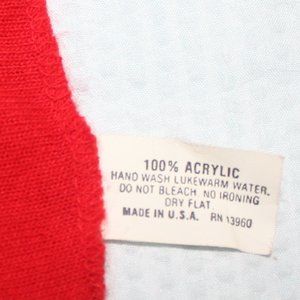 100% ACRYLIC
HAND WASH LUKEWARM WATER.
DO NOT BLEACH. NO IRONING
DRY FLAT.
MADE IN U.S.A. RN 13960